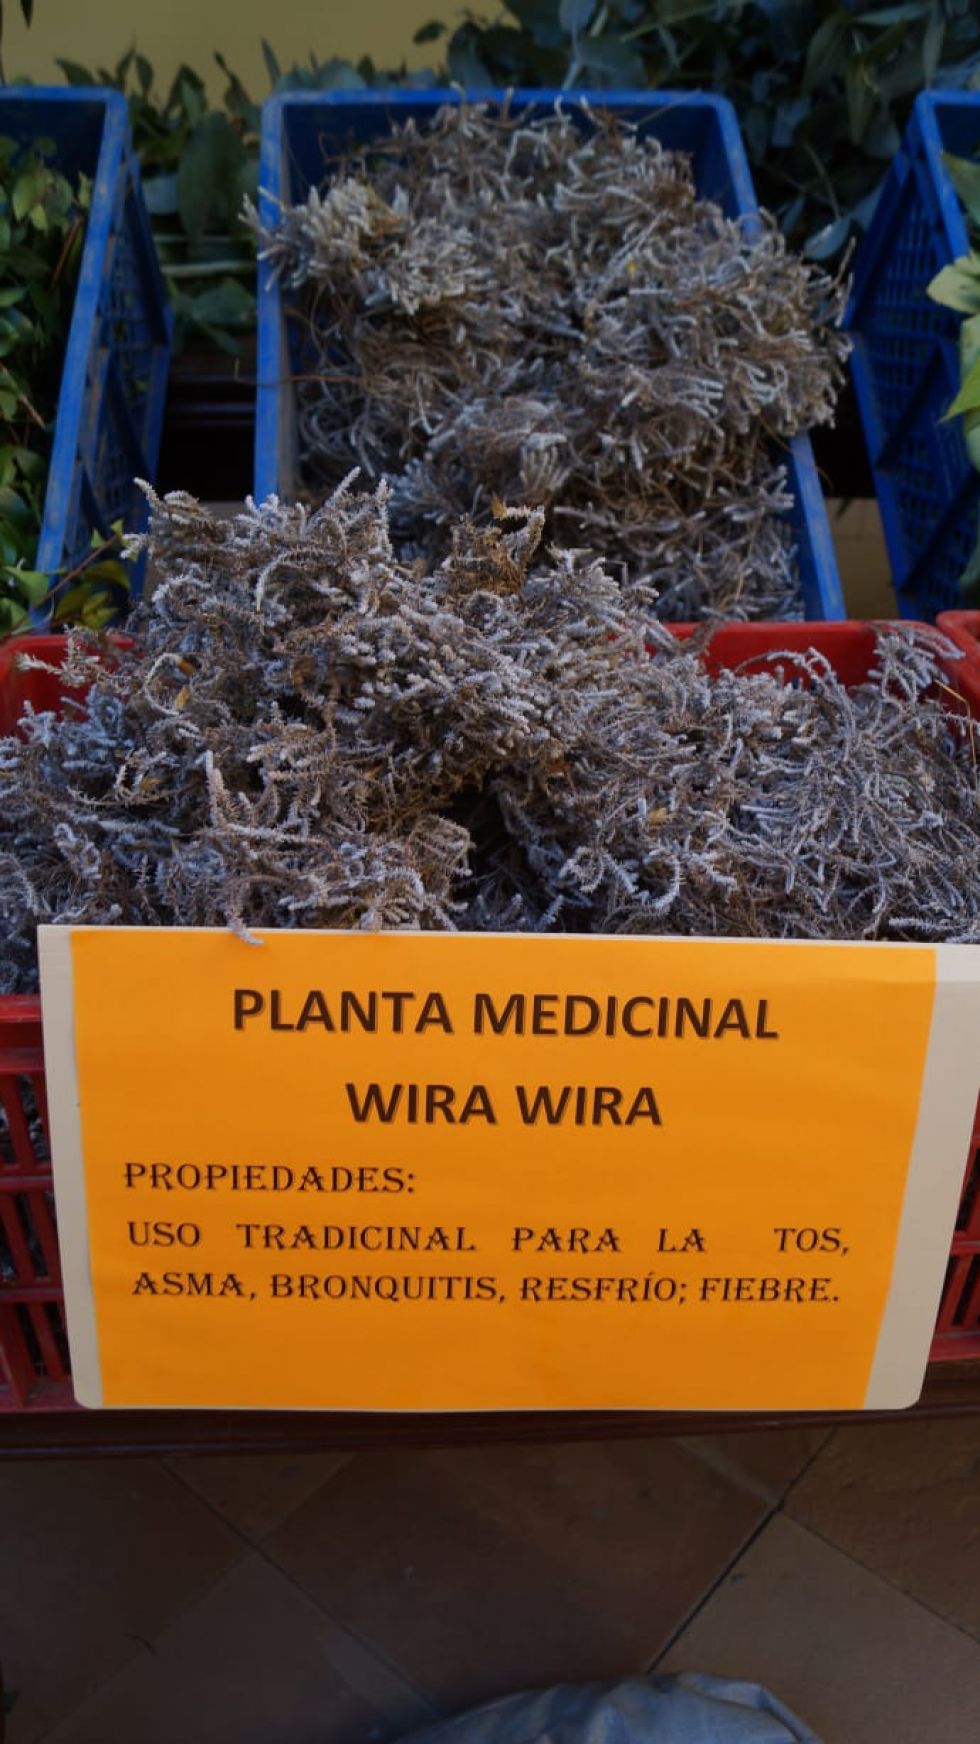 PLANTA MEDICINAL
WIRA WIRA
PROPIEDADES:
USO TRADICINAL PARA LA TOS,
ASMA, BRONQUITIS, RESFRÍO; FIEBRE.